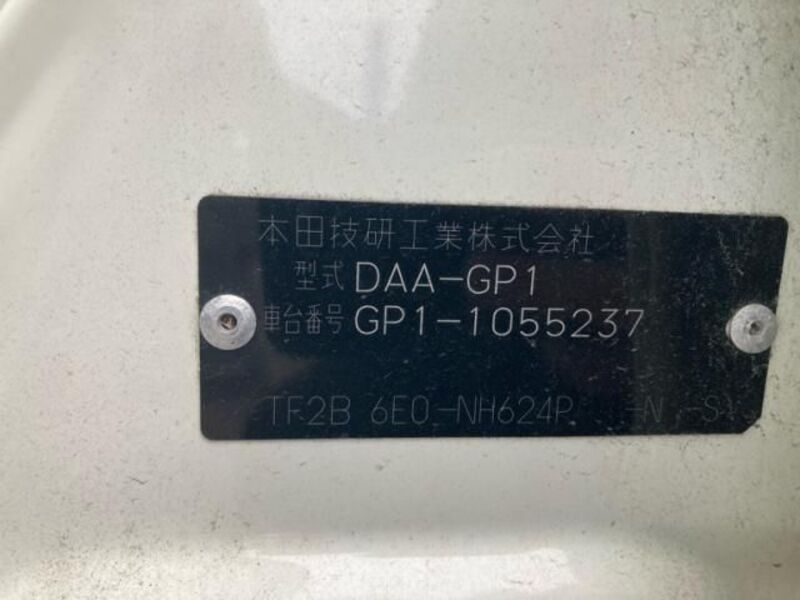 本田技研工業株式会社
型式 DAA-GP1
車台番号 GP1-1055237
TF2B 6E0-NH624P -N -S